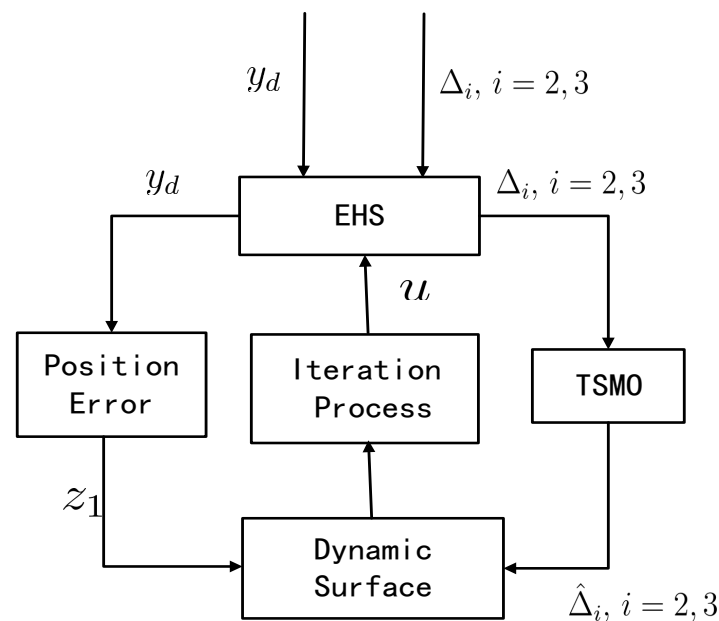 y_d
Δ_i, i = 2, 3
y_d
Δ_i, i = 2, 3
EHS
u
Position
Error
Iteration
Process
TSMO
z_1
Dynamic
Surface
Δ̂_i, i = 2, 3